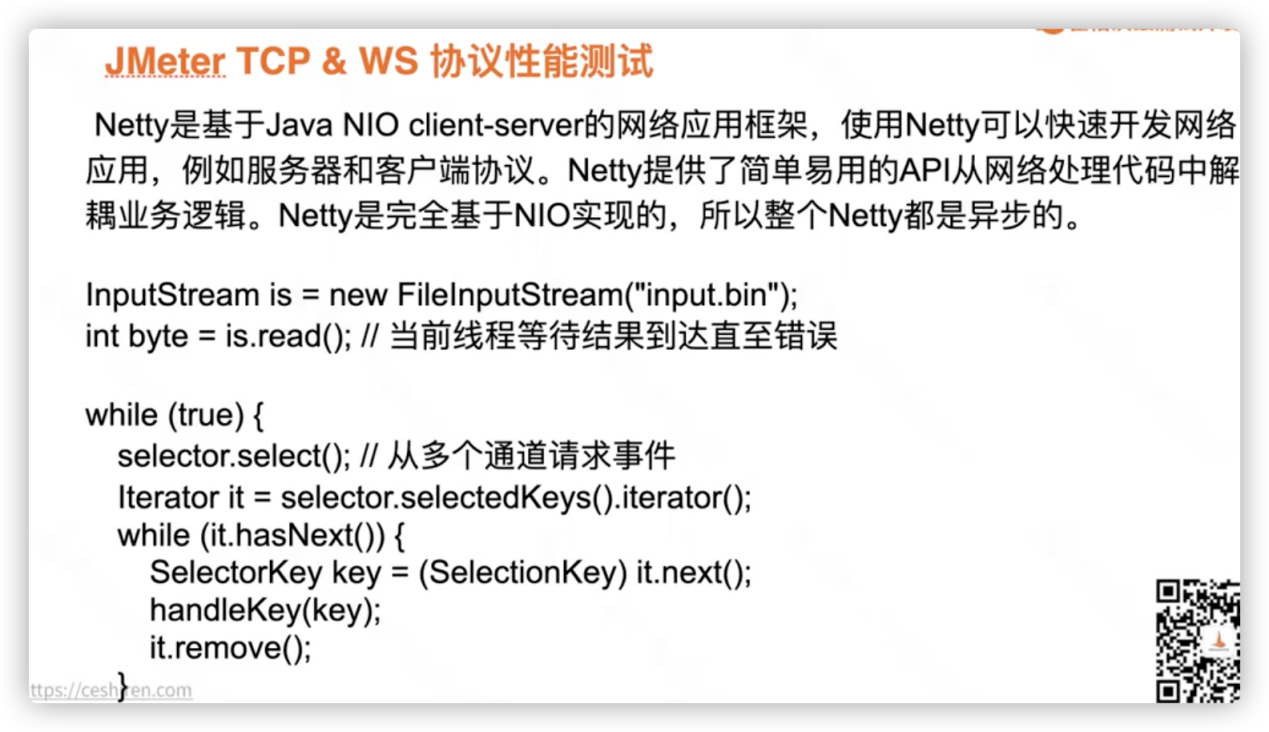 JMeter TCP & WS 协议性能测试
Netty是基于Java NIO client-server的网络应用框架，使用Netty可以快速开发网络
应用，例如服务器和客户端协议。Netty提供了简单易用的API从网络处理代码中解
耦业务逻辑。Netty是完全基于NIO实现的，所以整个Netty都是异步的。
InputStream is = new FileInputStream("input.bin");
int byte = is.read(); // 当前线程等待结果到达直至错误
while (true) {
selector.select(); // 从多个通道请求事件
Iterator it = selector.selectedKeys().iterator();
while (it.hasNext()) {
SelectorKey key = (SelectionKey) it.next();
handleKey(key);
it.remove();
}
ttps://ceshiren.com